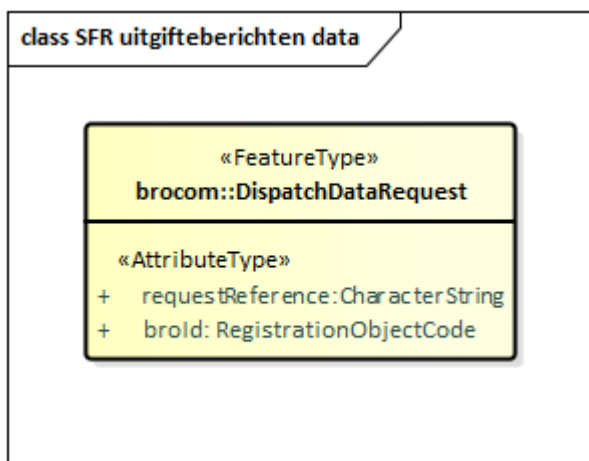 class SFR uitgifteberichten data
«FeatureType»
brocom::DispatchDataRequest
«AttributeType»
+ requestReference:CharacterString
+ broId: RegistrationObjectCode